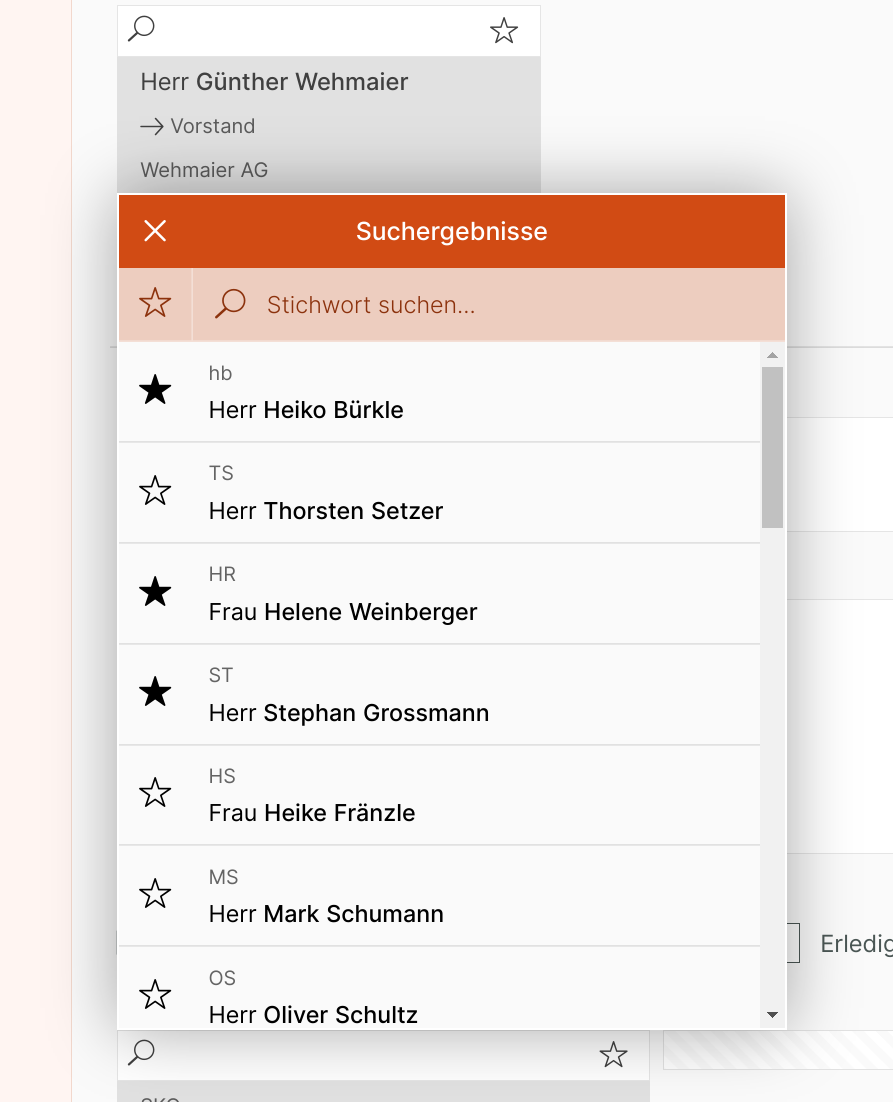 Herr Günther Wehmaier
→ Vorstand
Wehmaier AG
Suchergebnisse
Stichwort suchen...
hb
Herr Heiko Bürkle
TS
Herr Thorsten Setzer
HR
Frau Helene Weinberger
ST
Herr Stephan Grossmann
HS
Frau Heike Fränzle
MS
Herr Mark Schumann
Erledig
OS
Herr Oliver Schultz